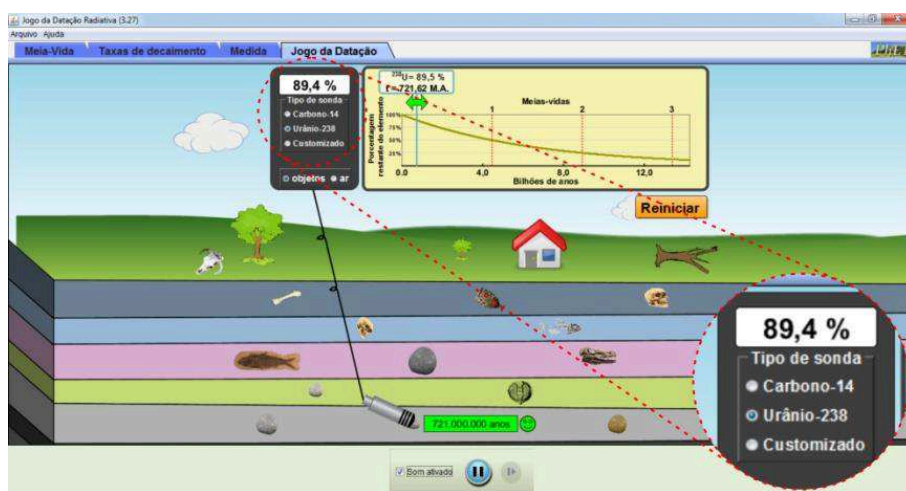 Jogo da Datação Radiativa (3.27)
Arquivo Ajuda
Meia-Vida Taxas de decaimento Medida Jogo da Datação
89,4 %
Tipo de sonda
Carbono-14
Urânio-238
Customizado
objetos ar
238U= 89,5 %
t = 721,62 M.A.
Meias-vidas
1 2 3
Porcentagem
restante do elemento
100%
75%
50%
25%
0.0 4,0 8,0 12,0
Bilhões de anos
Reiniciar
721.000.000 anos
89,4 %
Tipo de sonda
Carbono-14
Urânio-238
Customizado
Som ativado